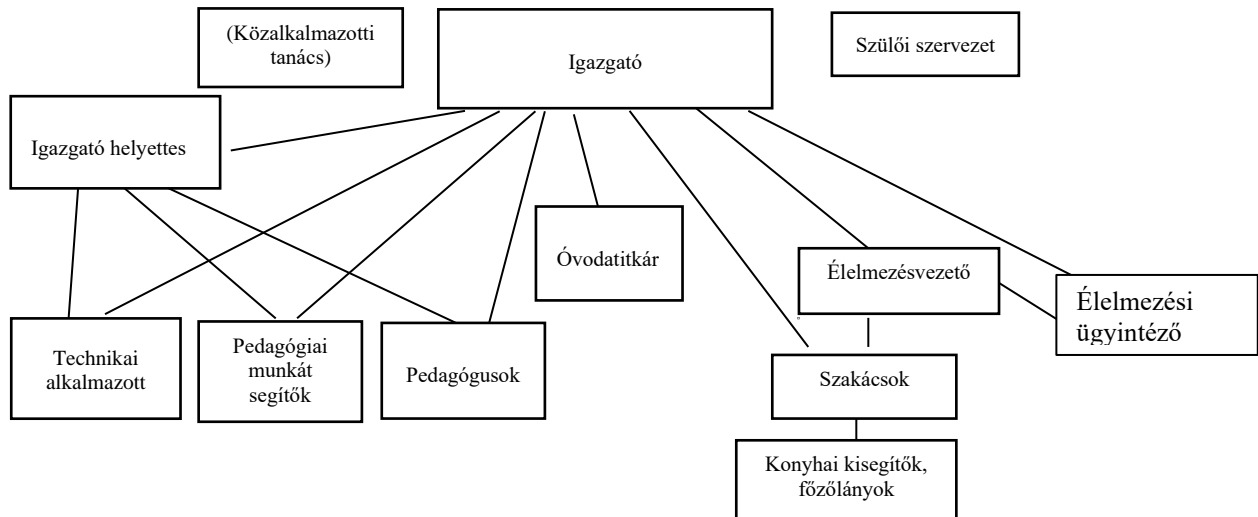 (Közalkalmazotti
tanács)
Igazgató
Szülői szervezet
Igazgató helyettes
Óvodatitkár
Élelmezésvezető
Élelmezési
ügyintéző
Technikai
alkalmazott
Pedagógiai
munkát
segítők
Pedagógusok
Szakácsok
Konyhai kisegítők,
főzőlányok